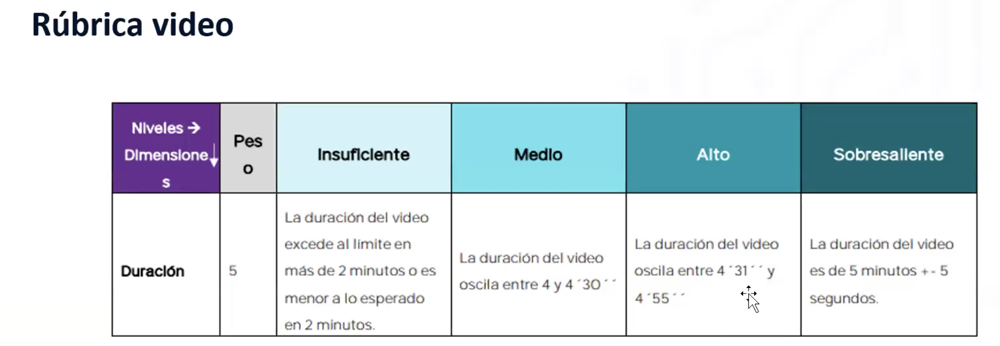 Rúbrica video
Niveles →
Dimensione↓
s
Pes
o
Insuficiente
Medio
Alto
Sobresaliente
Duración
5
La duración del video
excede al límite en
más de 2 minutos o es
menor a lo esperado
en 2 minutos.
La duración del video
oscila entre 4 y 4 ´30´´
La duración del video
oscila entre 4 ´31´´ y
4 ´55´´
La duración del video
es de 5 minutos +- 5
segundos.